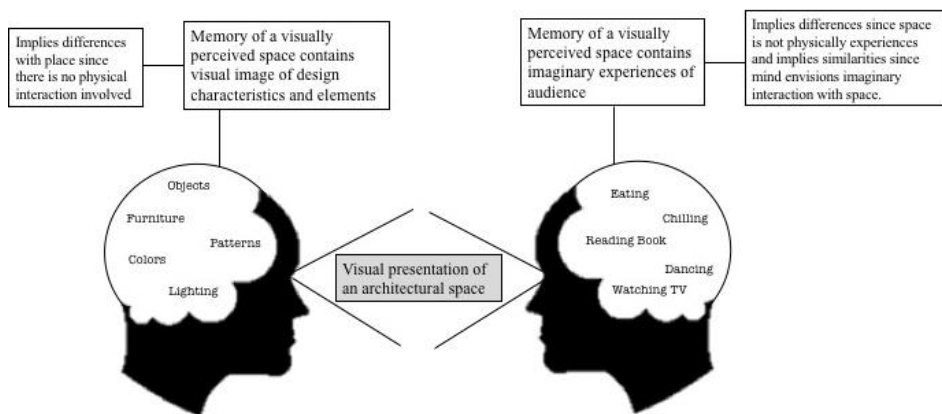 Implies differences
with place since
there is no physical
interaction involved
Memory of a visually
perceived space contains
visual image of design
characteristics and elements
Memory of a visually
perceived space contains
imaginary experiences of
audience
Implies differences since space
is not physically experiences
and implies similarities since
mind envisions imaginary
interaction with space.
Objects
Furniture
Patterns
Colors
Lighting
Visual presentation of
an architectural space
Eating
Chilling
Reading Book
Dancing
Watching TV